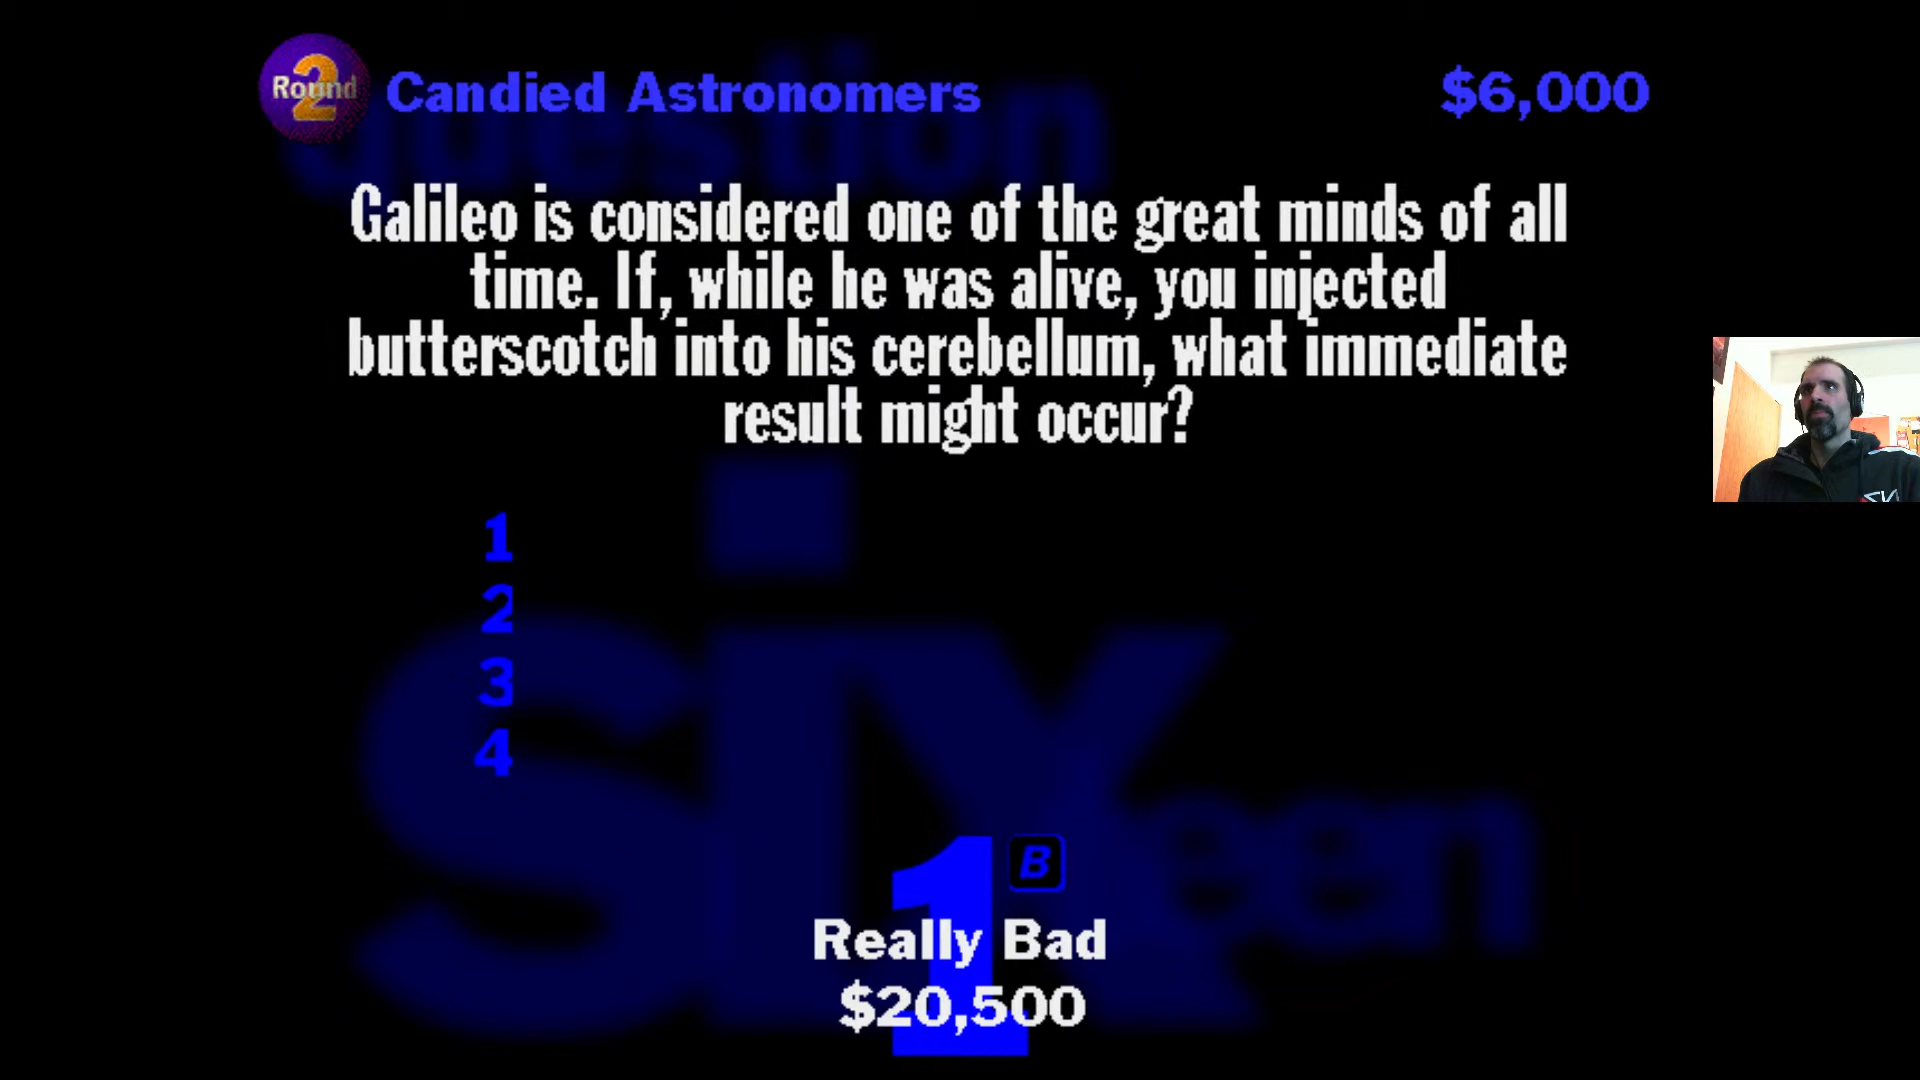 Round 2 Candied Astronomers $6,000
question
Galileo is considered one of the great minds of all
time. If, while he was alive, you injected
butterscotch into his cerebellum, what immediate
result might occur?
1
2
3
4
sixteen
1 B
Really Bad
$20,500